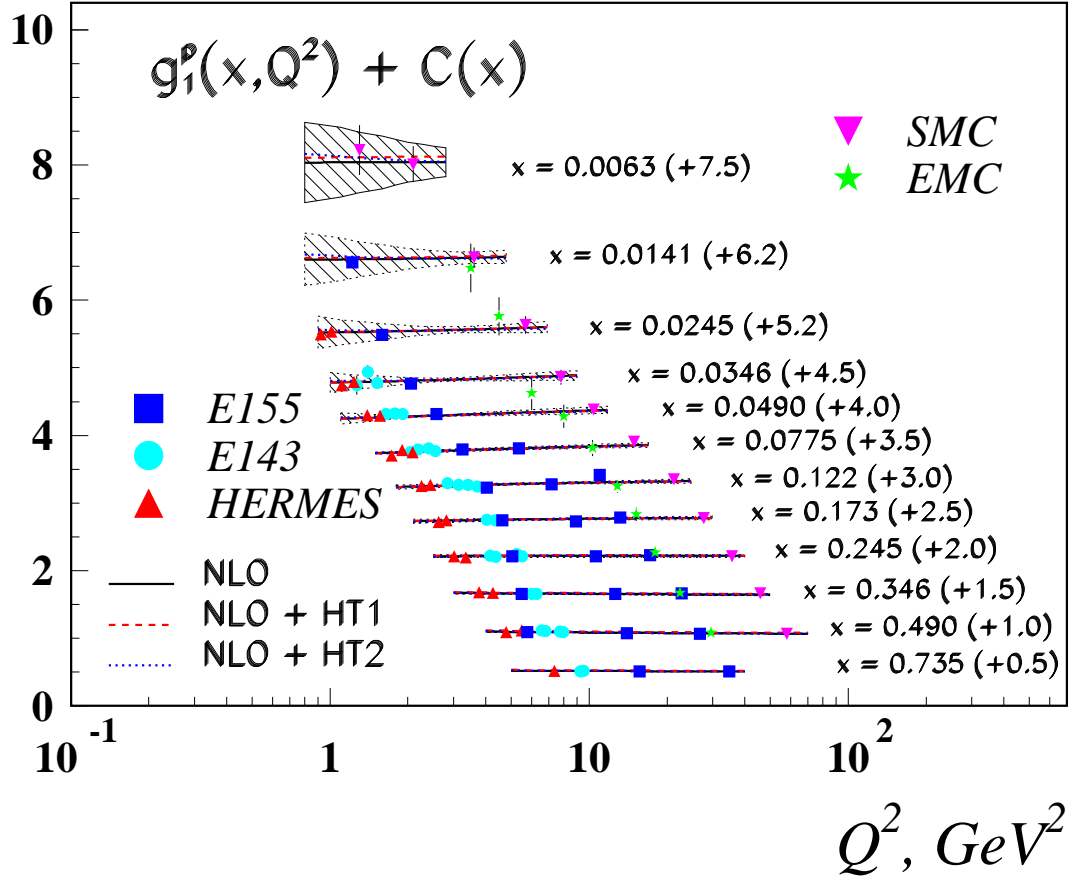 10
g₁ᵖ(x,Q²) + C(x)
SMC
EMC
8
x = 0.0063 (+7.5)
x = 0.0141 (+6.2)
6
x = 0.0245 (+5.2)
x = 0.0346 (+4.5)
E155
x = 0.0490 (+4.0)
4
E143
x = 0.0775 (+3.5)
HERMES
x = 0.122 (+3.0)
x = 0.173 (+2.5)
x = 0.245 (+2.0)
2
NLO
x = 0.346 (+1.5)
NLO + HT1
x = 0.490 (+1.0)
NLO + HT2
x = 0.735 (+0.5)
0
10⁻¹ 1 10 10²
Q², GeV²